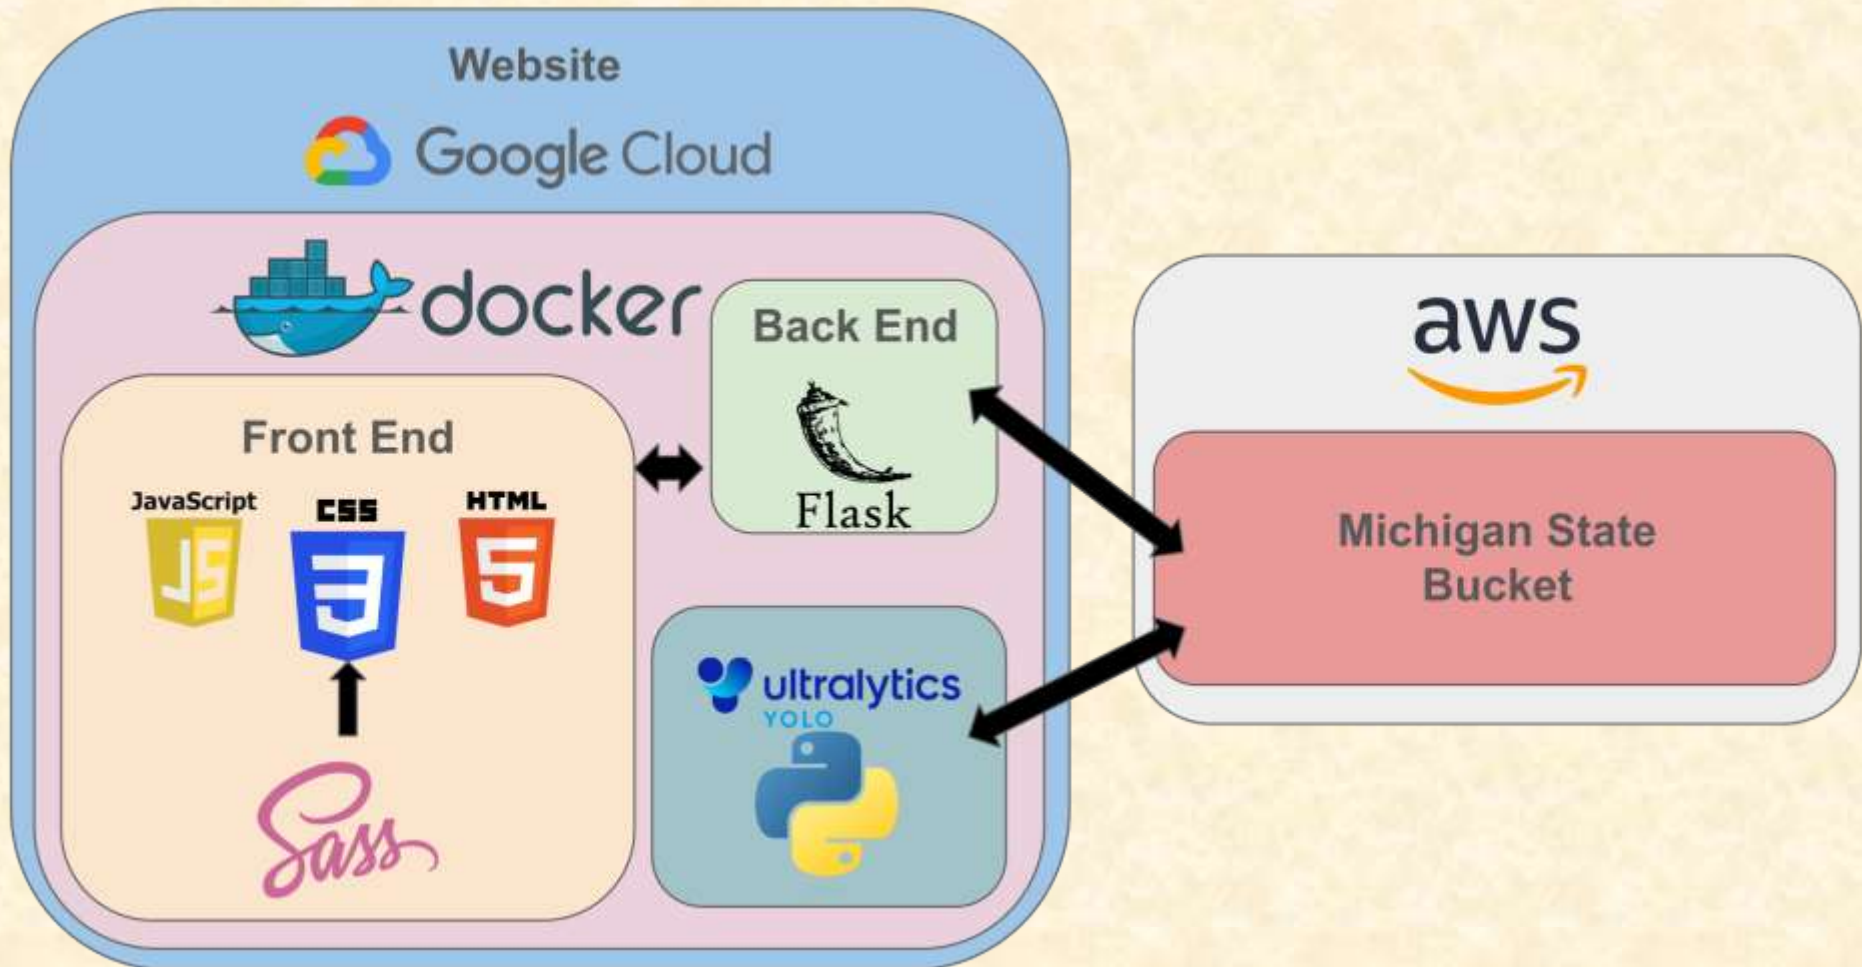 Website
Google Cloud
docker
Back End
Flask
Front End
JavaScript
JS
CSS
3
HTML
5
Sass
ultralytics
YOLO
aws
Michigan State
Bucket